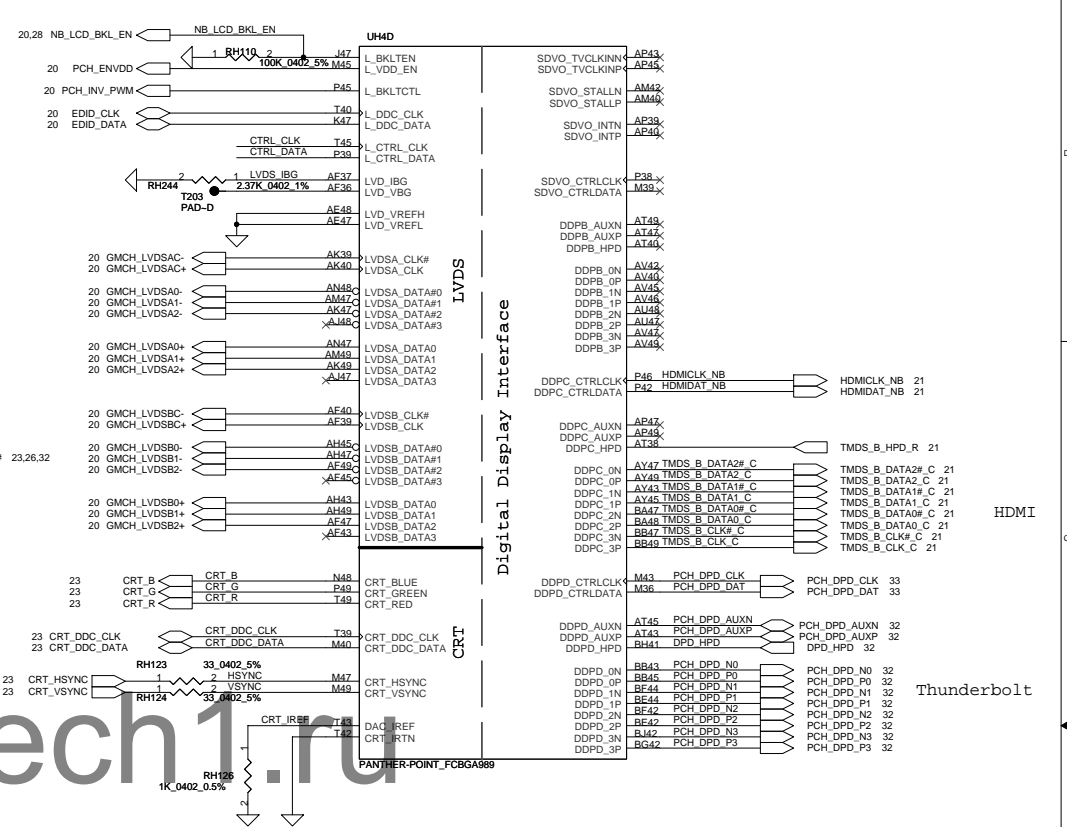 UH4D
20,28 NB_LCD_BKL_EN NB_LCD_BKL_EN
1 RH110 2 J47 L_BKLTEN
100K_0402_5%
20 PCH_ENVDD M45 L_VDD_EN
20 PCH_INV_PWM P45 L_BKLTCTL
20 EDID_CLK T40 L_DDC_CLK
20 EDID_DATA K47 L_DDC_DATA
CTRL_CLK T45 L_CTRL_CLK
CTRL_DATA P39 L_CTRL_DATA
2 1 LVDS_IBG AF37 LVD_IBG
RH244 2.37K_0402_1% AF36 LVD_VBG
T203
PAD~D
AE48 LVD_VREFH
AE47 LVD_VREFL
20 GMCH_LVDSAC- AK39 LVDSA_CLK#
20 GMCH_LVDSAC+ AK40 LVDSA_CLK
20 GMCH_LVDSA0- AN48 LVDSA_DATA#0
20 GMCH_LVDSA1- AM47 LVDSA_DATA#1
20 GMCH_LVDSA2- AK47 LVDSA_DATA#2
AJ48 LVDSA_DATA#3
20 GMCH_LVDSA0+ AN47 LVDSA_DATA0
20 GMCH_LVDSA1+ AM49 LVDSA_DATA1
20 GMCH_LVDSA2+ AK49 LVDSA_DATA2
AJ47 LVDSA_DATA3
20 GMCH_LVDSBC- AF40 LVDSB_CLK#
20 GMCH_LVDSBC+ AF39 LVDSB_CLK
20 GMCH_LVDSB0- AH45 LVDSB_DATA#0
# 23,26,32
20 GMCH_LVDSB1- AH47 LVDSB_DATA#1
20 GMCH_LVDSB2- AF49 LVDSB_DATA#2
AF45 LVDSB_DATA#3
20 GMCH_LVDSB0+ AH43 LVDSB_DATA0
20 GMCH_LVDSB1+ AH49 LVDSB_DATA1
20 GMCH_LVDSB2+ AF47 LVDSB_DATA2
AF43 LVDSB_DATA3
23 CRT_B CRT_B N48 CRT_BLUE
23 CRT_G CRT_G P49 CRT_GREEN
23 CRT_R CRT_R T49 CRT_RED
23 CRT_DDC_CLK CRT_DDC_CLK T39 CRT_DDC_CLK
23 CRT_DDC_DATA CRT_DDC_DATA M40 CRT_DDC_DATA
RH123 33_0402_5%
23 CRT_HSYNC 1 2 HSYNC M47 CRT_HSYNC
23 CRT_VSYNC 1 2 VSYNC M49 CRT_VSYNC
RH124 33_0402_5%
CRT_IREF T43 DAC_IREF
T42 CRT_IRTN
1
RH126
1K_0402_0.5%
2
PANTHER-POINT_FCBGA989
LVDS
CRT
Digital Display Interface
SDVO_TVCLKINN AP43
SDVO_TVCLKINP AP45
SDVO_STALLN AM42
SDVO_STALLP AM40
SDVO_INTN AP39
SDVO_INTP AP40
SDVO_CTRLCLK P38
SDVO_CTRLDATA M39
DDPB_AUXN AT49
DDPB_AUXP AT47
DDPB_HPD AT40
DDPB_0N AV42
DDPB_0P AV40
DDPB_1N AV45
DDPB_1P AV46
DDPB_2N AU48
DDPB_2P AU47
DDPB_3N AV47
DDPB_3P AV49
DDPC_CTRLCLK P46 HDMICLK_NB HDMICLK_NB 21
DDPC_CTRLDATA P42 HDMIDAT_NB HDMIDAT_NB 21
DDPC_AUXN AP47
DDPC_AUXP AP49
DDPC_HPD AT38 TMDS_B_HPD_R 21
DDPC_0N AY47 TMDS_B_DATA2#_C TMDS_B_DATA2#_C 21
DDPC_0P AY49 TMDS_B_DATA2_C TMDS_B_DATA2_C 21
DDPC_1N AY43 TMDS_B_DATA1#_C TMDS_B_DATA1#_C 21
DDPC_1P AY45 TMDS_B_DATA1_C TMDS_B_DATA1_C 21
DDPC_2N BA47 TMDS_B_DATA0#_C TMDS_B_DATA0#_C 21
DDPC_2P BA48 TMDS_B_DATA0_C TMDS_B_DATA0_C 21
DDPC_3N BB47 TMDS_B_CLK#_C TMDS_B_CLK#_C 21
DDPC_3P BB49 TMDS_B_CLK_C TMDS_B_CLK_C 21
HDMI
DDPD_CTRLCLK M43 PCH_DPD_CLK PCH_DPD_CLK 33
DDPD_CTRLDATA M36 PCH_DPD_DAT PCH_DPD_DAT 33
DDPD_AUXN AT45 PCH_DPD_AUXN PCH_DPD_AUXN 32
DDPD_AUXP AT43 PCH_DPD_AUXP PCH_DPD_AUXP 32
DDPD_HPD BH41 DPD_HPD DPD_HPD 32
DDPD_0N BB43 PCH_DPD_N0 PCH_DPD_N0 32
DDPD_0P BB45 PCH_DPD_P0 PCH_DPD_P0 32
DDPD_1N BF44 PCH_DPD_N1 PCH_DPD_N1 32
DDPD_1P BE44 PCH_DPD_P1 PCH_DPD_P1 32
DDPD_2N BF42 PCH_DPD_N2 PCH_DPD_N2 32
DDPD_2P BE42 PCH_DPD_P2 PCH_DPD_P2 32
DDPD_3N BJ42 PCH_DPD_N3 PCH_DPD_N3 32
DDPD_3P BG42 PCH_DPD_P3 PCH_DPD_P3 32
Thunderbolt
ech1.ru